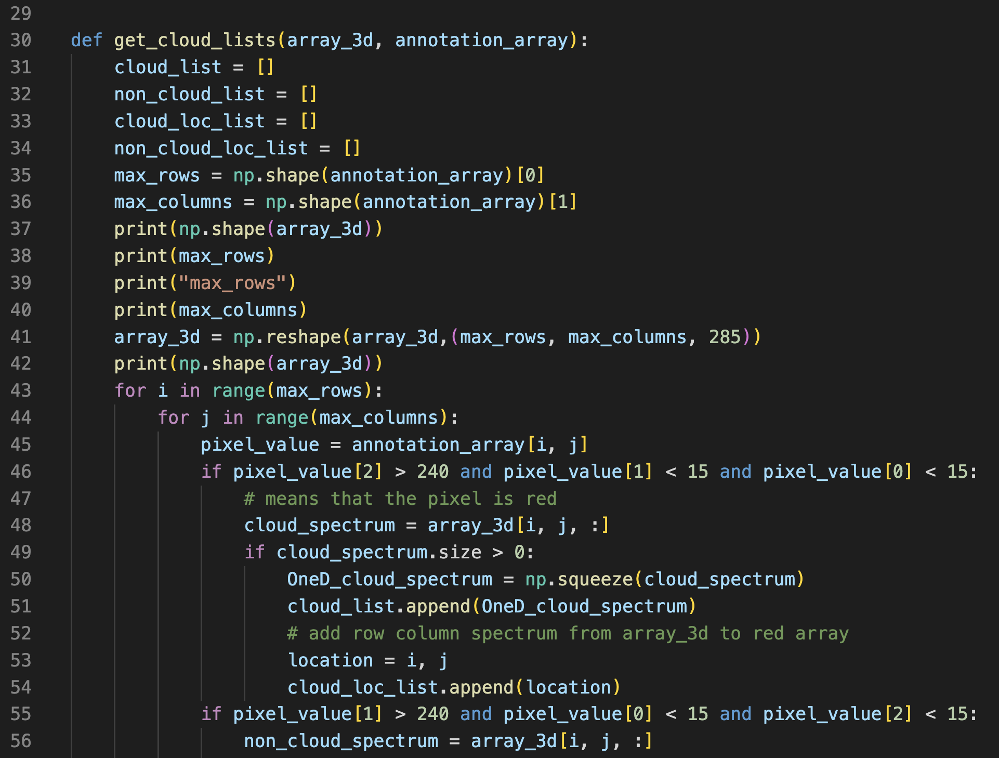 29
30 def get_cloud_lists(array_3d, annotation_array):
31     cloud_list = []
32     non_cloud_list = []
33     cloud_loc_list = []
34     non_cloud_loc_list = []
35     max_rows = np.shape(annotation_array)[0]
36     max_columns = np.shape(annotation_array)[1]
37     print(np.shape(array_3d))
38     print(max_rows)
39     print("max_rows")
40     print(max_columns)
41     array_3d = np.reshape(array_3d,(max_rows, max_columns, 285))
42     print(np.shape(array_3d))
43     for i in range(max_rows):
44         for j in range(max_columns):
45             pixel_value = annotation_array[i, j]
46             if pixel_value[2] > 240 and pixel_value[1] < 15 and pixel_value[0] < 15:
47                 # means that the pixel is red
48                 cloud_spectrum = array_3d[i, j, :]
49                 if cloud_spectrum.size > 0:
50                     OneD_cloud_spectrum = np.squeeze(cloud_spectrum)
51                     cloud_list.append(OneD_cloud_spectrum)
52                     # add row column spectrum from array_3d to red array
53                     location = i, j
54                     cloud_loc_list.append(location)
55             if pixel_value[1] > 240 and pixel_value[0] < 15 and pixel_value[2] < 15:
56                 non_cloud_spectrum = array_3d[i, j, :]